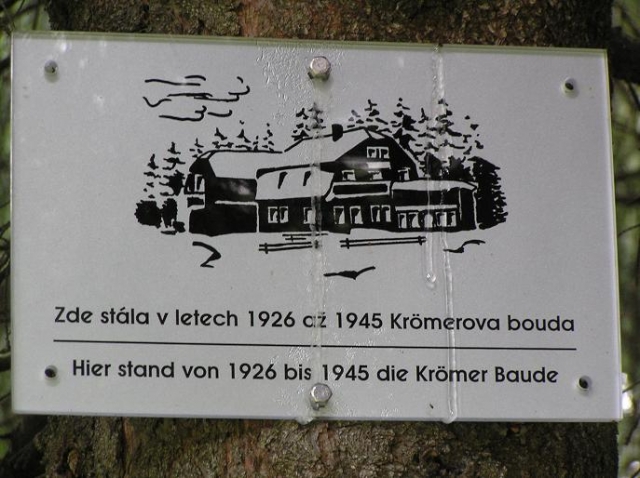 Zde stála v letech 1926 až 1945 Krömerova bouda
Hier stand von 1926 bis 1945 die Krömer Baude